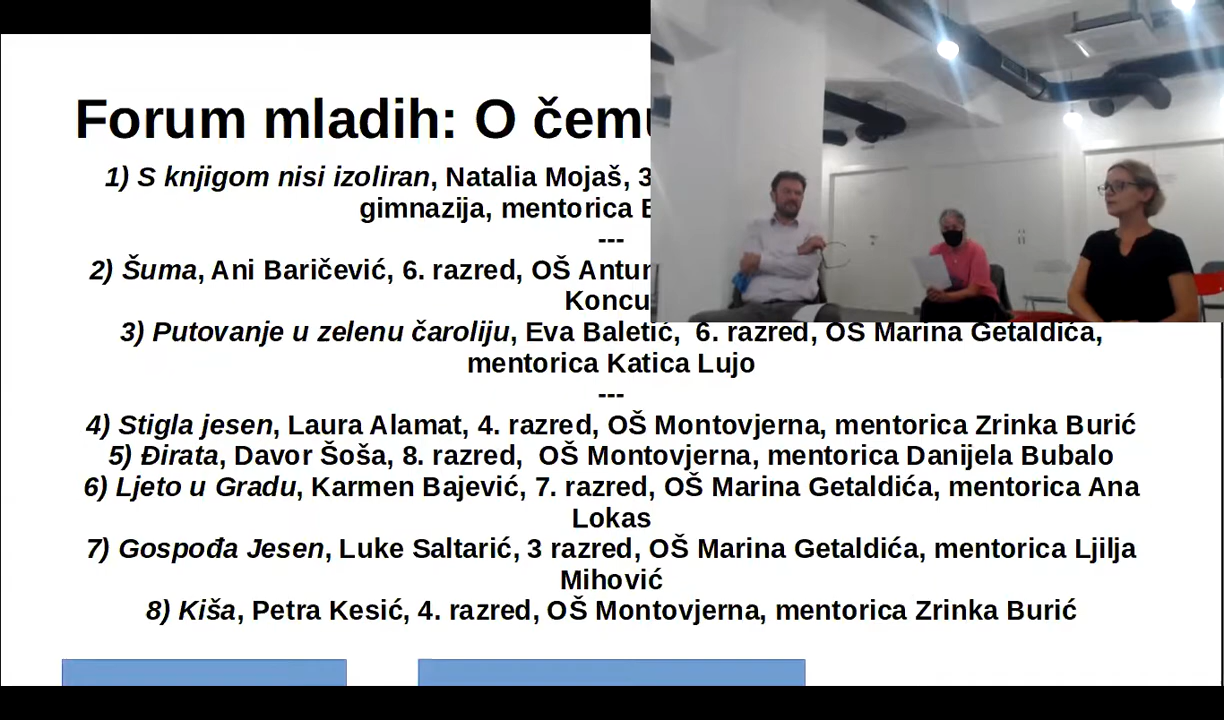 Forum mladih: O čemu
1) S knjigom nisi izoliran, Natalia Mojaš, 3
gimnazija, mentorica
---
2) Šuma, Ani Baričević, 6. razred, OŠ Antun
Koncu
3) Putovanje u zelenu čaroliju, Eva Baletić, 6. razred, OŠ Marina Getaldića,
mentorica Katica Lujo
---
4) Stigla jesen, Laura Alamat, 4. razred, OŠ Montovjerna, mentorica Zrinka Burić
5) Đirata, Davor Šoša, 8. razred, OŠ Montovjerna, mentorica Danijela Bubalo
6) Ljeto u Gradu, Karmen Bajević, 7. razred, OŠ Marina Getaldića, mentorica Ana
Lokas
7) Gospođa Jesen, Luke Saltarić, 3 razred, OŠ Marina Getaldića, mentorica Ljilja
Mihović
8) Kiša, Petra Kesić, 4. razred, OŠ Montovjerna, mentorica Zrinka Burić